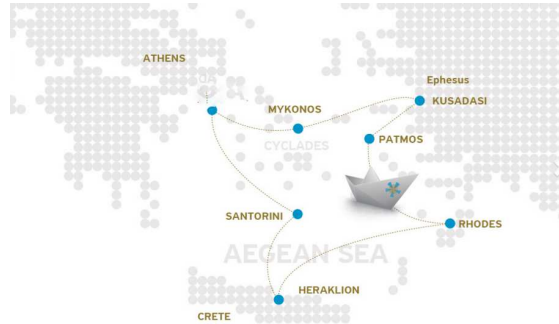 ATHENS
Ephesus
MYKONOS
KUSADASI
PATMOS
CYCLADES
SANTORINI
RHODES
AEGEAN SEA
HERAKLION
CRETE